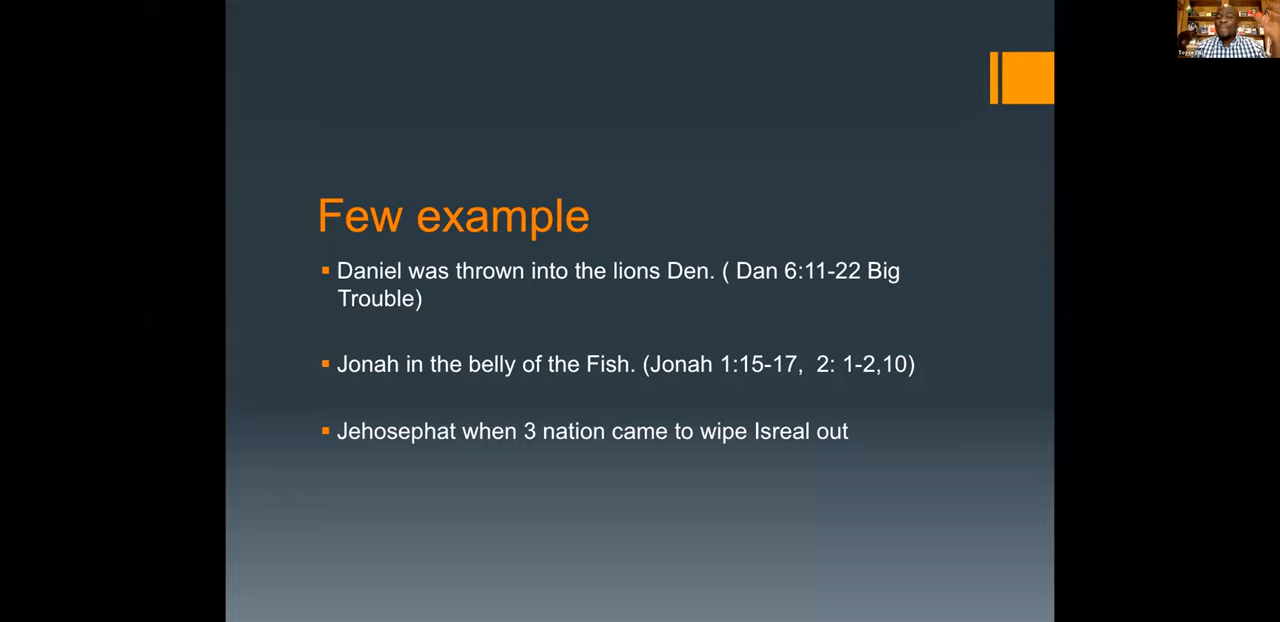 Few example
▪ Daniel was thrown into the lions Den. ( Dan 6:11-22 Big
Trouble)
▪ Jonah in the belly of the Fish. (Jonah 1:15-17,  2: 1-2,10)
▪ Jehosephat when 3 nation came to wipe Isreal out